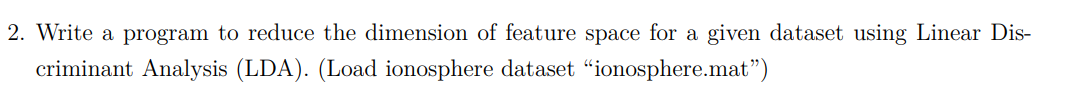 2. Write a program to reduce the dimension of feature space for a given dataset using Linear Dis-
criminant Analysis (LDA). (Load ionosphere dataset “ionosphere.mat”)